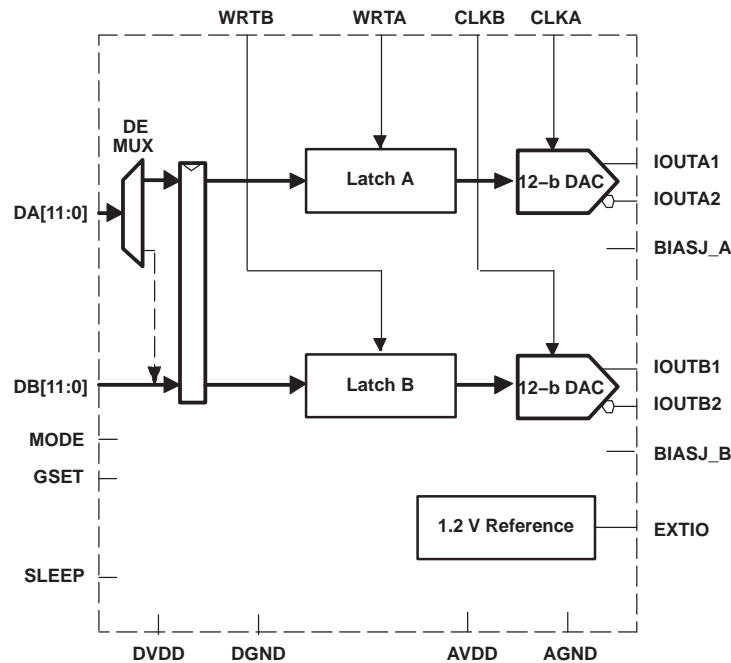 WRTB WRTA CLKB CLKA
DE
MUX
IOUTA1
Latch A
12–b DAC
IOUTA2
DA[11:0]
BIASJ_A
IOUTB1
DB[11:0]
Latch B
12–b DAC
IOUTB2
MODE
BIASJ_B
GSET
1.2 V Reference
EXTIO
SLEEP
DVDD DGND AVDD AGND